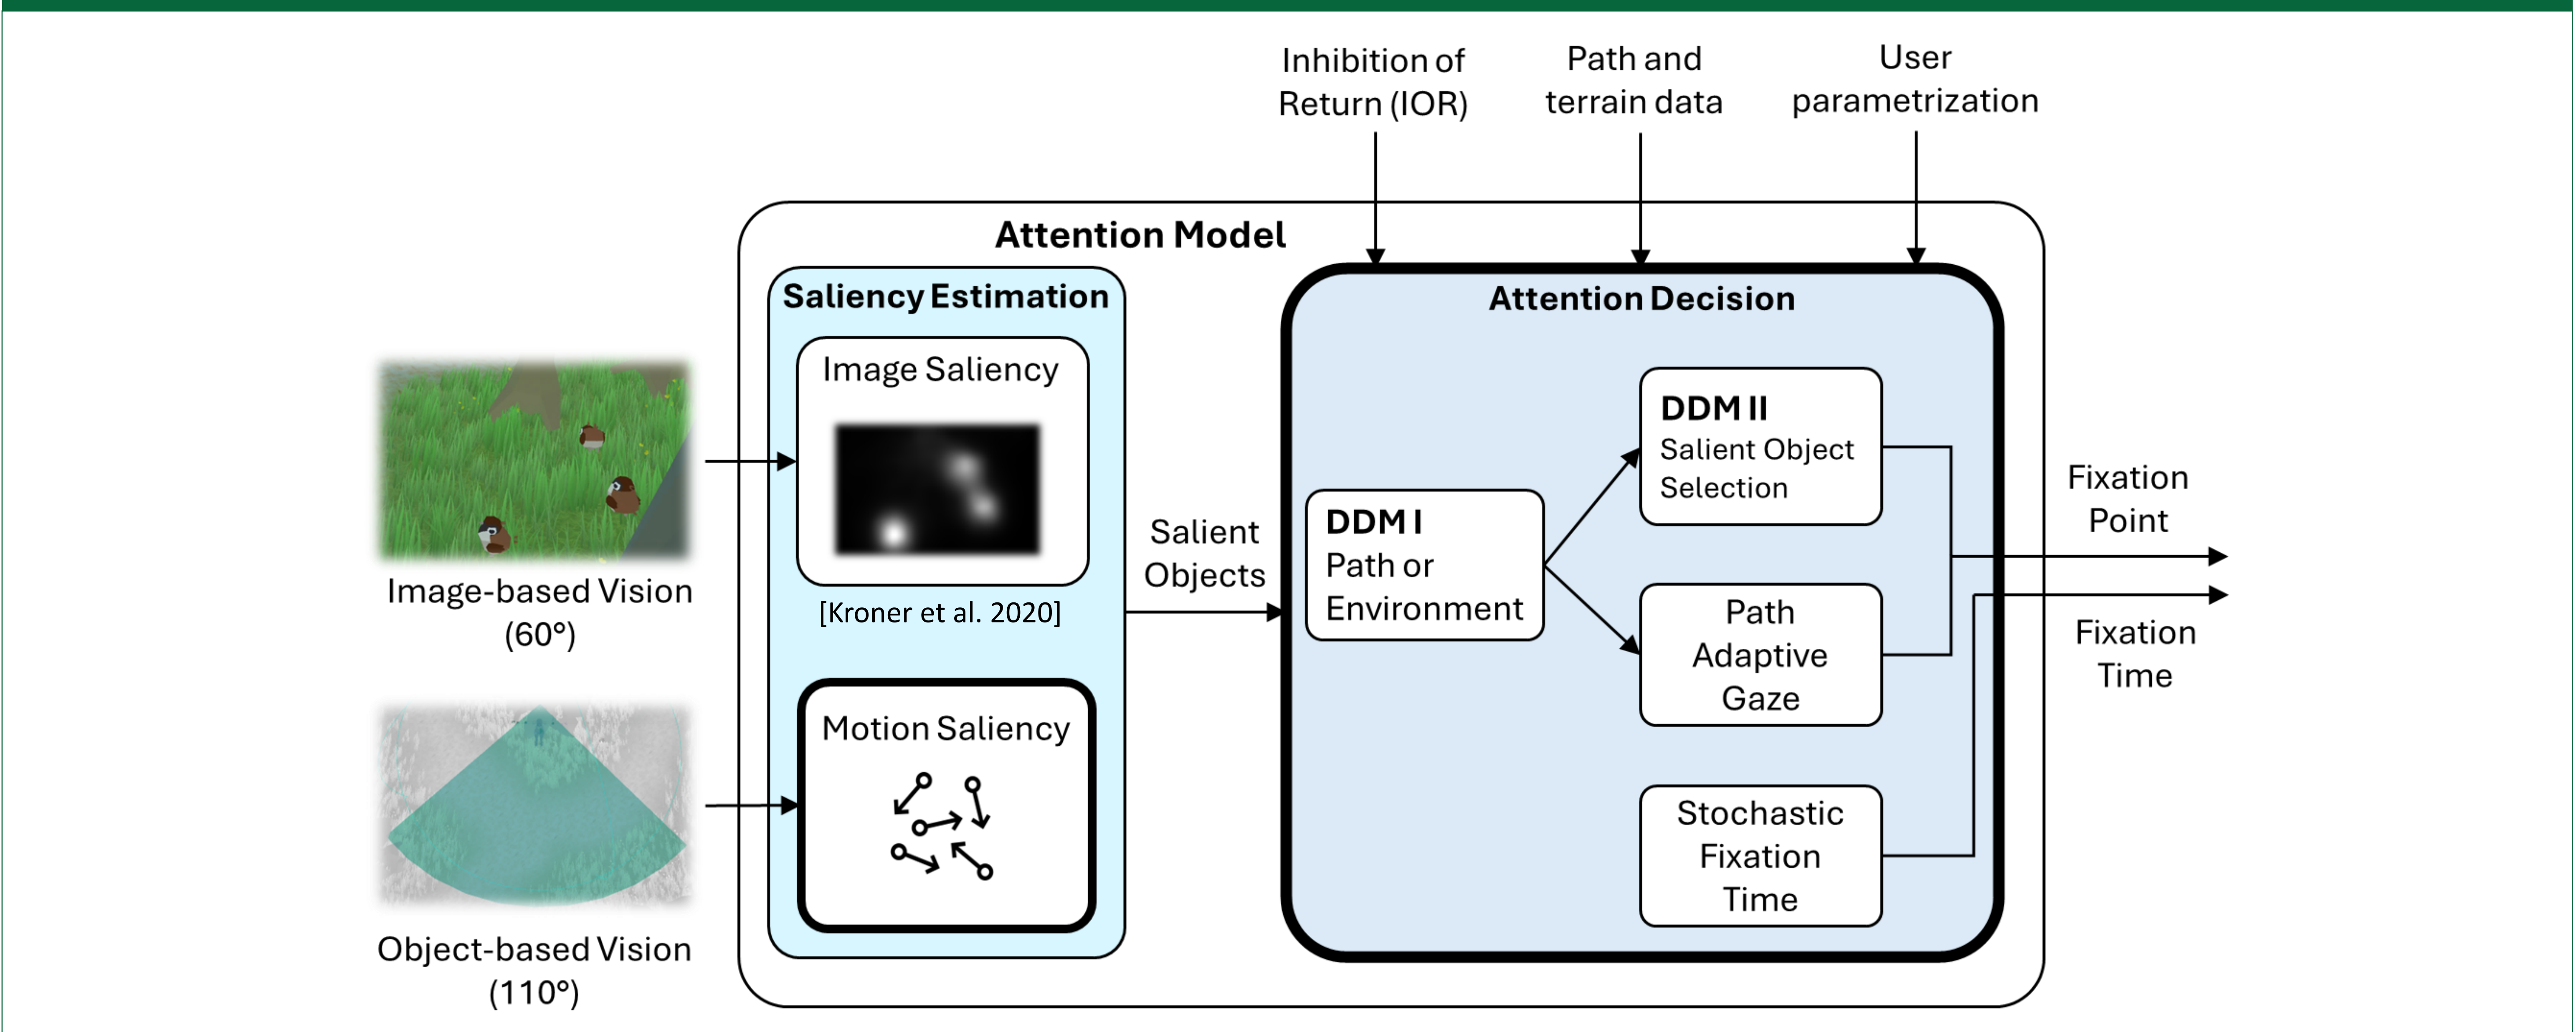 Inhibition of
Return (IOR)
Path and
terrain data
User
parametrization
Attention Model
Saliency Estimation
Image Saliency
[Kroner et al. 2020]
Motion Saliency
Image-based Vision
(60°)
Object-based Vision
(110°)
Salient
Objects
Attention Decision
DDM I
Path or
Environment
DDM II
Salient Object
Selection
Path
Adaptive
Gaze
Stochastic
Fixation
Time
Fixation
Point
Fixation
Time